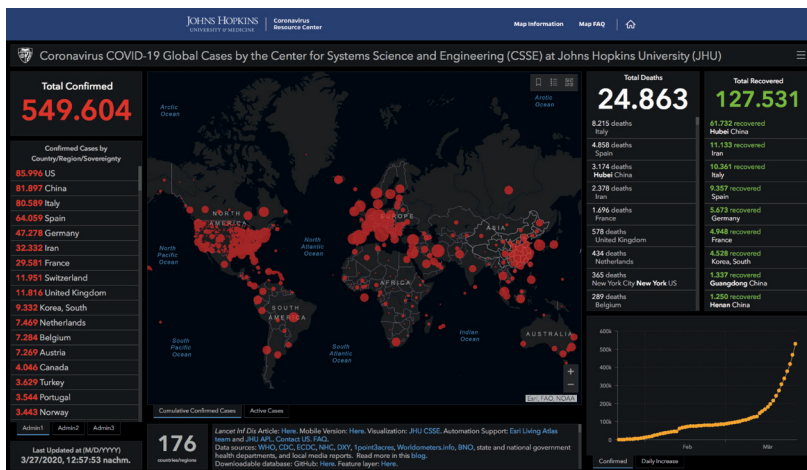 JOHNS HOPKINS
UNIVERSITY & MEDICINE
Coronavirus
Resource Center
Map Information
Map FAQ
Coronavirus COVID-19 Global Cases by the Center for Systems Science and Engineering (CSSE) at Johns Hopkins University (JHU)
Total Confirmed
549.604
Confirmed Cases by
Country/Region/Sovereignty
85.996 US
81.897 China
80.589 Italy
64.059 Spain
47.278 Germany
32.332 Iran
29.581 France
11.951 Switzerland
11.816 United Kingdom
9.332 Korea, South
7.469 Netherlands
7.284 Belgium
7.269 Austria
4.046 Canada
3.629 Turkey
3.544 Portugal
3.443 Norway
Admin1
Admin2
Admin3
Last Updated at (M/D/YYYY)
3/27/2020, 12:57:53 nachm.
Arctic
Ocean
Arctic
Ocean
NORTH
AMERICA
EUROPE
ASIA
North
Pacific
Ocean
North
Atlantic
Ocean
AFRICA
SOUTH
AMERICA
Indian
Ocean
AUSTRALIA
South
Pacific
Ocean
South
Atlantic
Ocean
+
−
Esri, FAO, NOAA
Cumulative Confirmed Cases
Active Cases
176
countries/regions
Lancet Inf Dis Article: Here. Mobile Version: Here. Visualization: JHU CSSE. Automation Support: Esri Living Atlas
team and JHU APL. Contact US. FAQ.
Data sources: WHO, CDC, ECDC, NHC, DXY, 1point3acres, Worldometers.info, BNO, state and national government
health departments, and local media reports. Read more in this blog.
Downloadable database: GitHub: Here. Feature layer: Here.
Total Deaths
24.863
8.215 deaths
Italy
4.858 deaths
Spain
3.174 deaths
Hubei China
2.378 deaths
Iran
1.696 deaths
France
578 deaths
United Kingdom
434 deaths
Netherlands
365 deaths
New York City New York US
289 deaths
Belgium
Total Recovered
127.531
61.732 recovered
Hubei China
11.133 recovered
Iran
10.361 recovered
Italy
9.357 recovered
Spain
5.673 recovered
Germany
4.948 recovered
France
4.528 recovered
Korea, South
1.337 recovered
Guangdong China
1.250 recovered
Henan China
600k
500k
400k
300k
200k
100k
0
Feb
Mär
Confirmed
Daily Increase